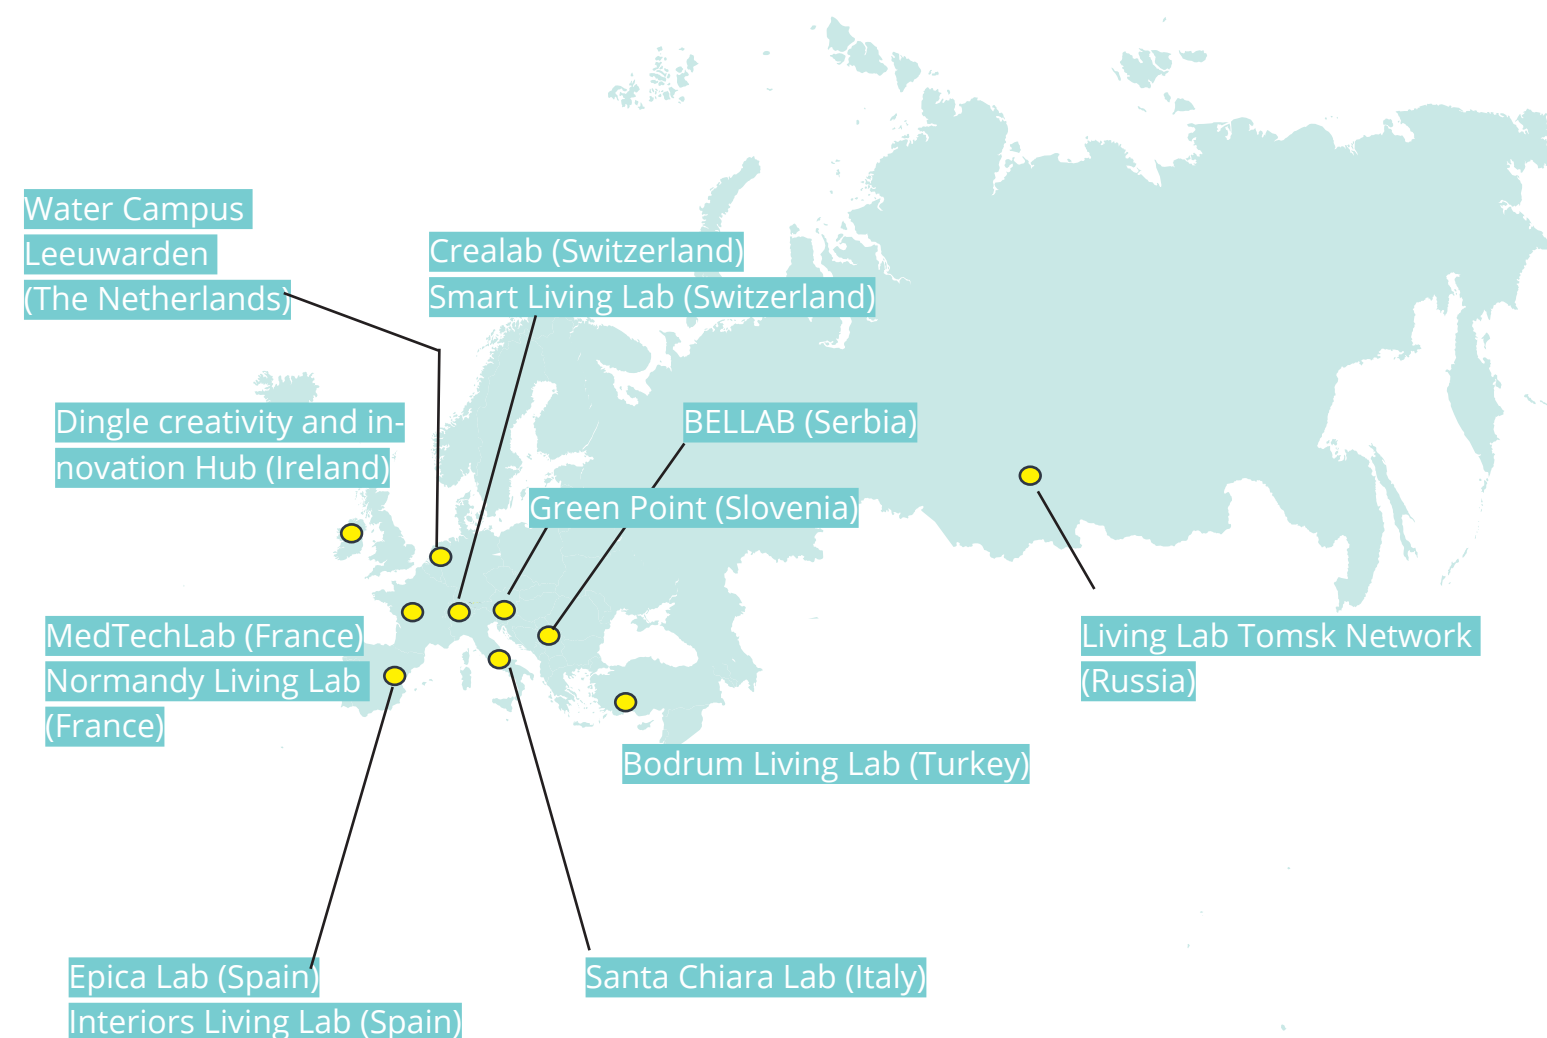 Water Campus
Leeuwarden
(The Netherlands)
Crealab (Switzerland)
Smart Living Lab (Switzerland)
Dingle creativity and in-
novation Hub (Ireland)
BELLAB (Serbia)
Green Point (Slovenia)
MedTechLab (France)
Normandy Living Lab
(France)
Living Lab Tomsk Network
(Russia)
Bodrum Living Lab (Turkey)
Epica Lab (Spain)
Interiors Living Lab (Spain)
Santa Chiara Lab (Italy)